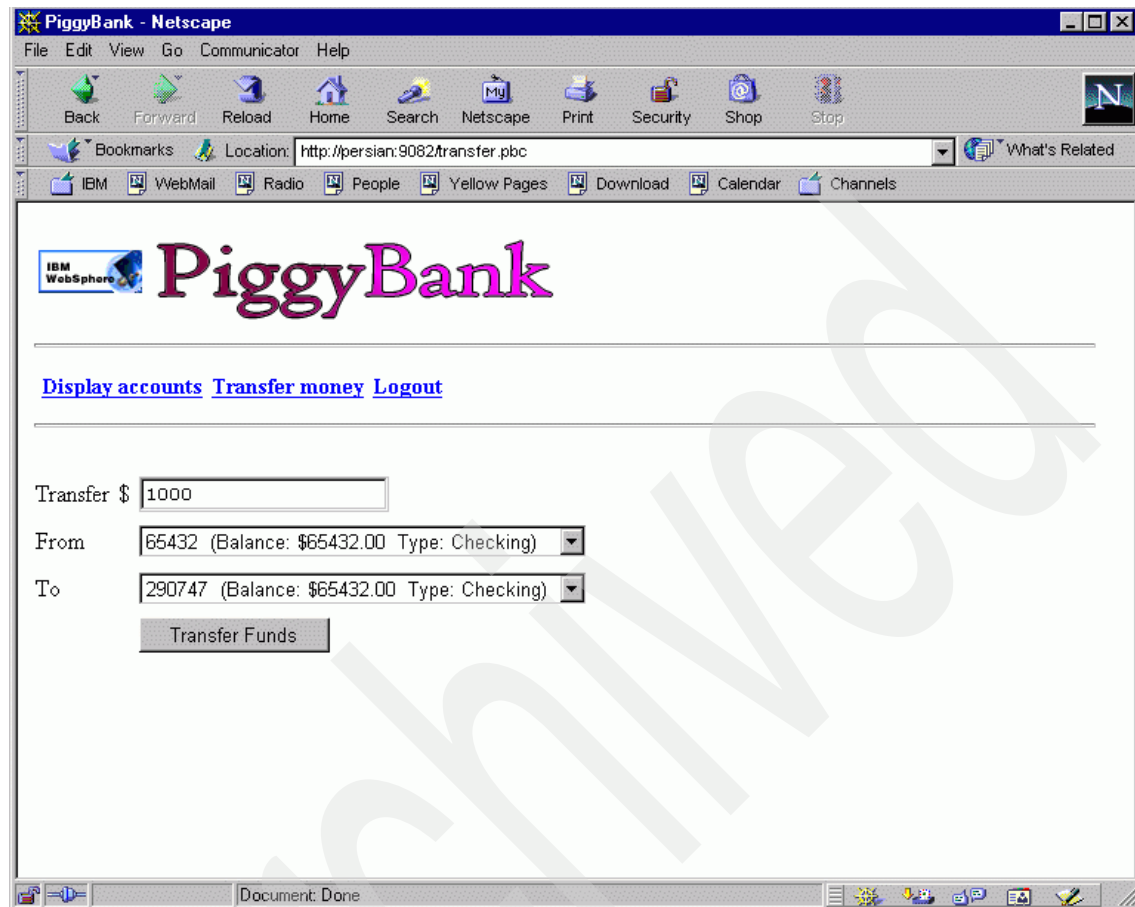 PiggyBank - Netscape
File Edit View Go Communicator Help
My N
Back Forward Reload Home Search Netscape Print Security Shop Stop
Bookmarks Location: http://persian:9082/transfer.pbc What's Related
IBM WebMail Radio People Yellow Pages Download Calendar Channels
IBM WebSphere PiggyBank
Display accounts Transfer money Logout
Transfer $ 1000
From 65432 (Balance: $65432.00 Type: Checking)
To 290747 (Balance: $65432.00 Type: Checking)
Transfer Funds
Document: Done